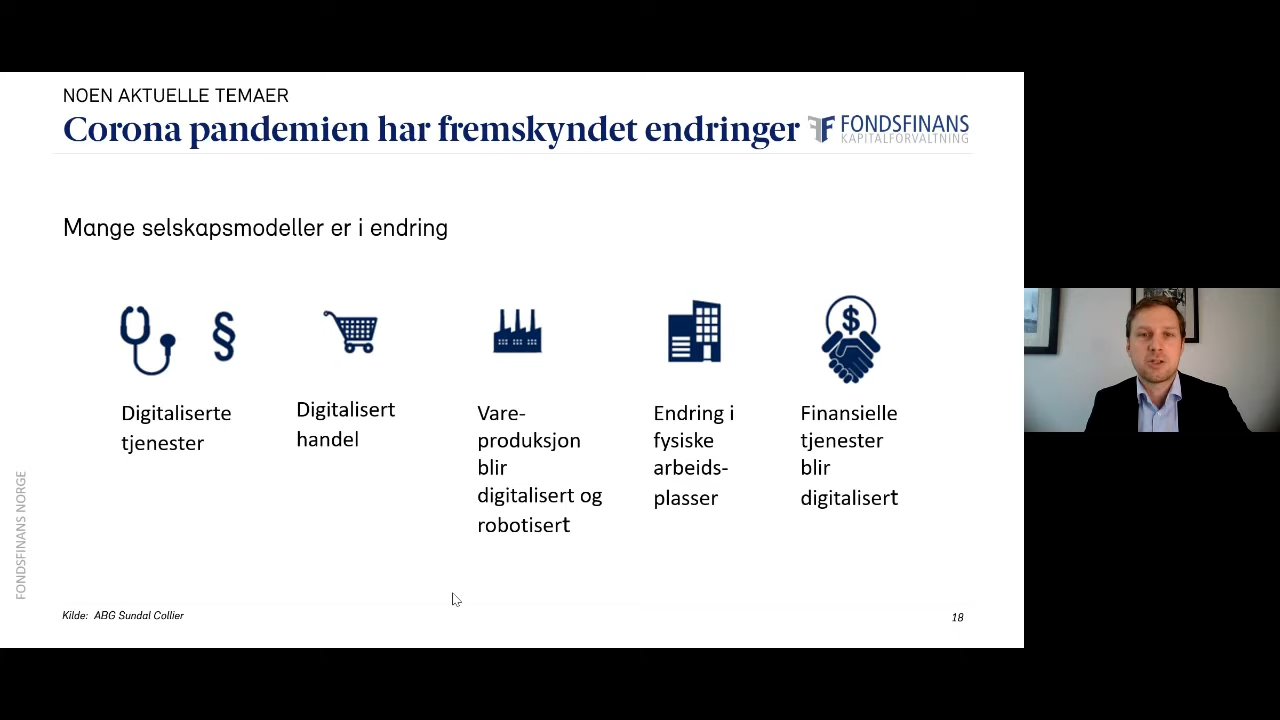 NOEN AKTUELLE TEMAER
Corona pandemien har fremskyndet endringer
FONDSFINANS
KAPITALFORVALTNING
Mange selskapsmodeller er i endring
§
$
Digitaliserte
tjenester
Digitalisert
handel
Vare-
produksjon
blir
digitalisert og
robotisert
Endring i
fysiske
arbeids-
plasser
Finansielle
tjenester
blir
digitalisert
FONDSFINANS NORGE
Kilde: ABG Sundal Collier
18